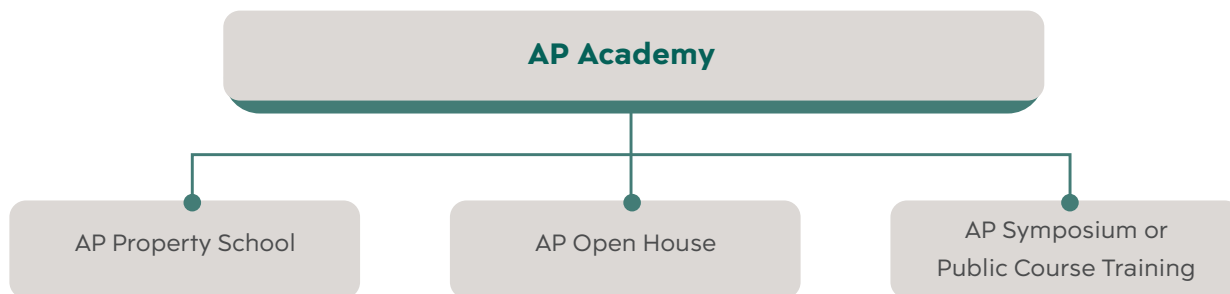 AP Academy
AP Property School
AP Open House
AP Symposium or
Public Course Training